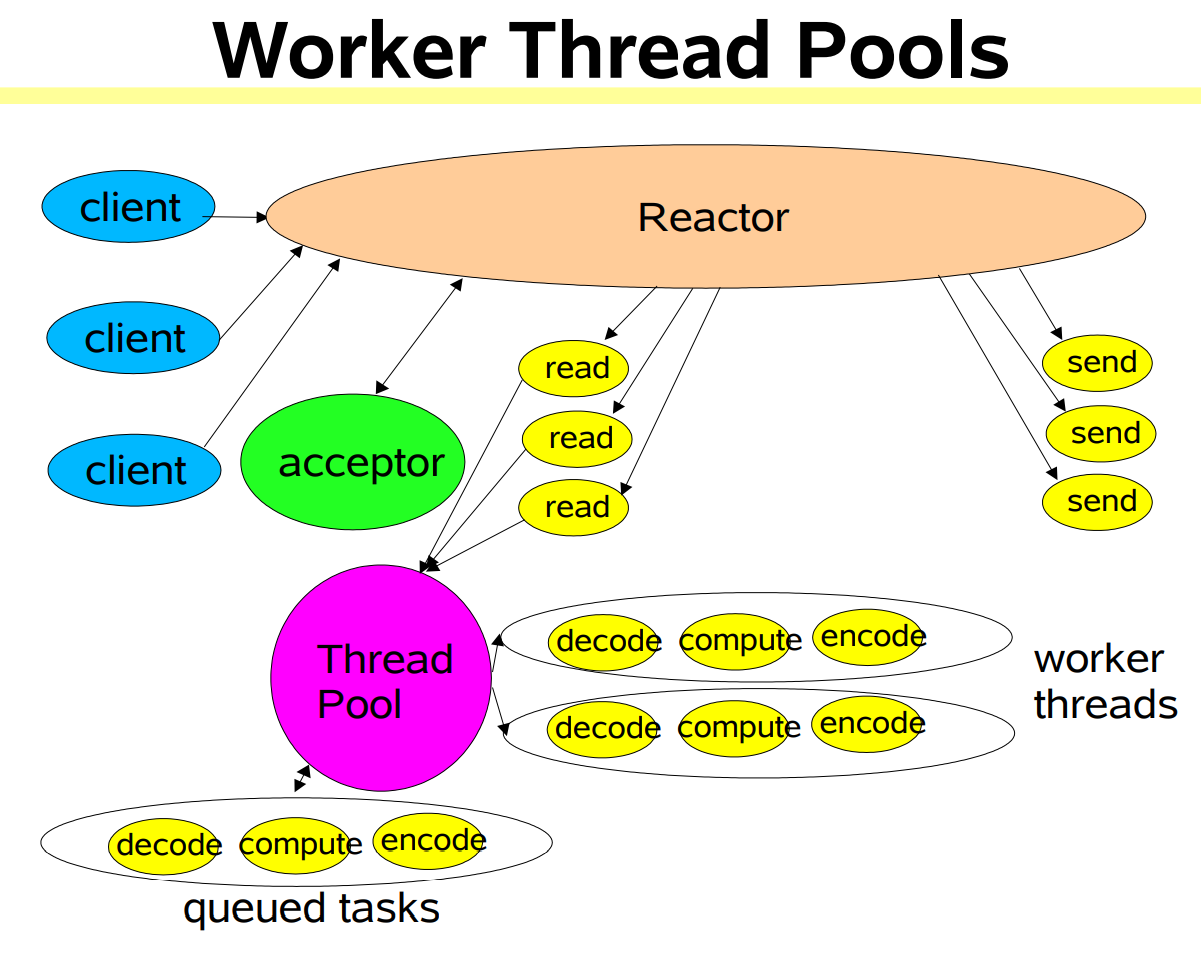 Worker Thread Pools
client
Reactor
client
client
acceptor
read
read
read
send
send
send
Thread
Pool
decode compute encode
decode compute encode
worker
threads
decode compute encode
queued tasks